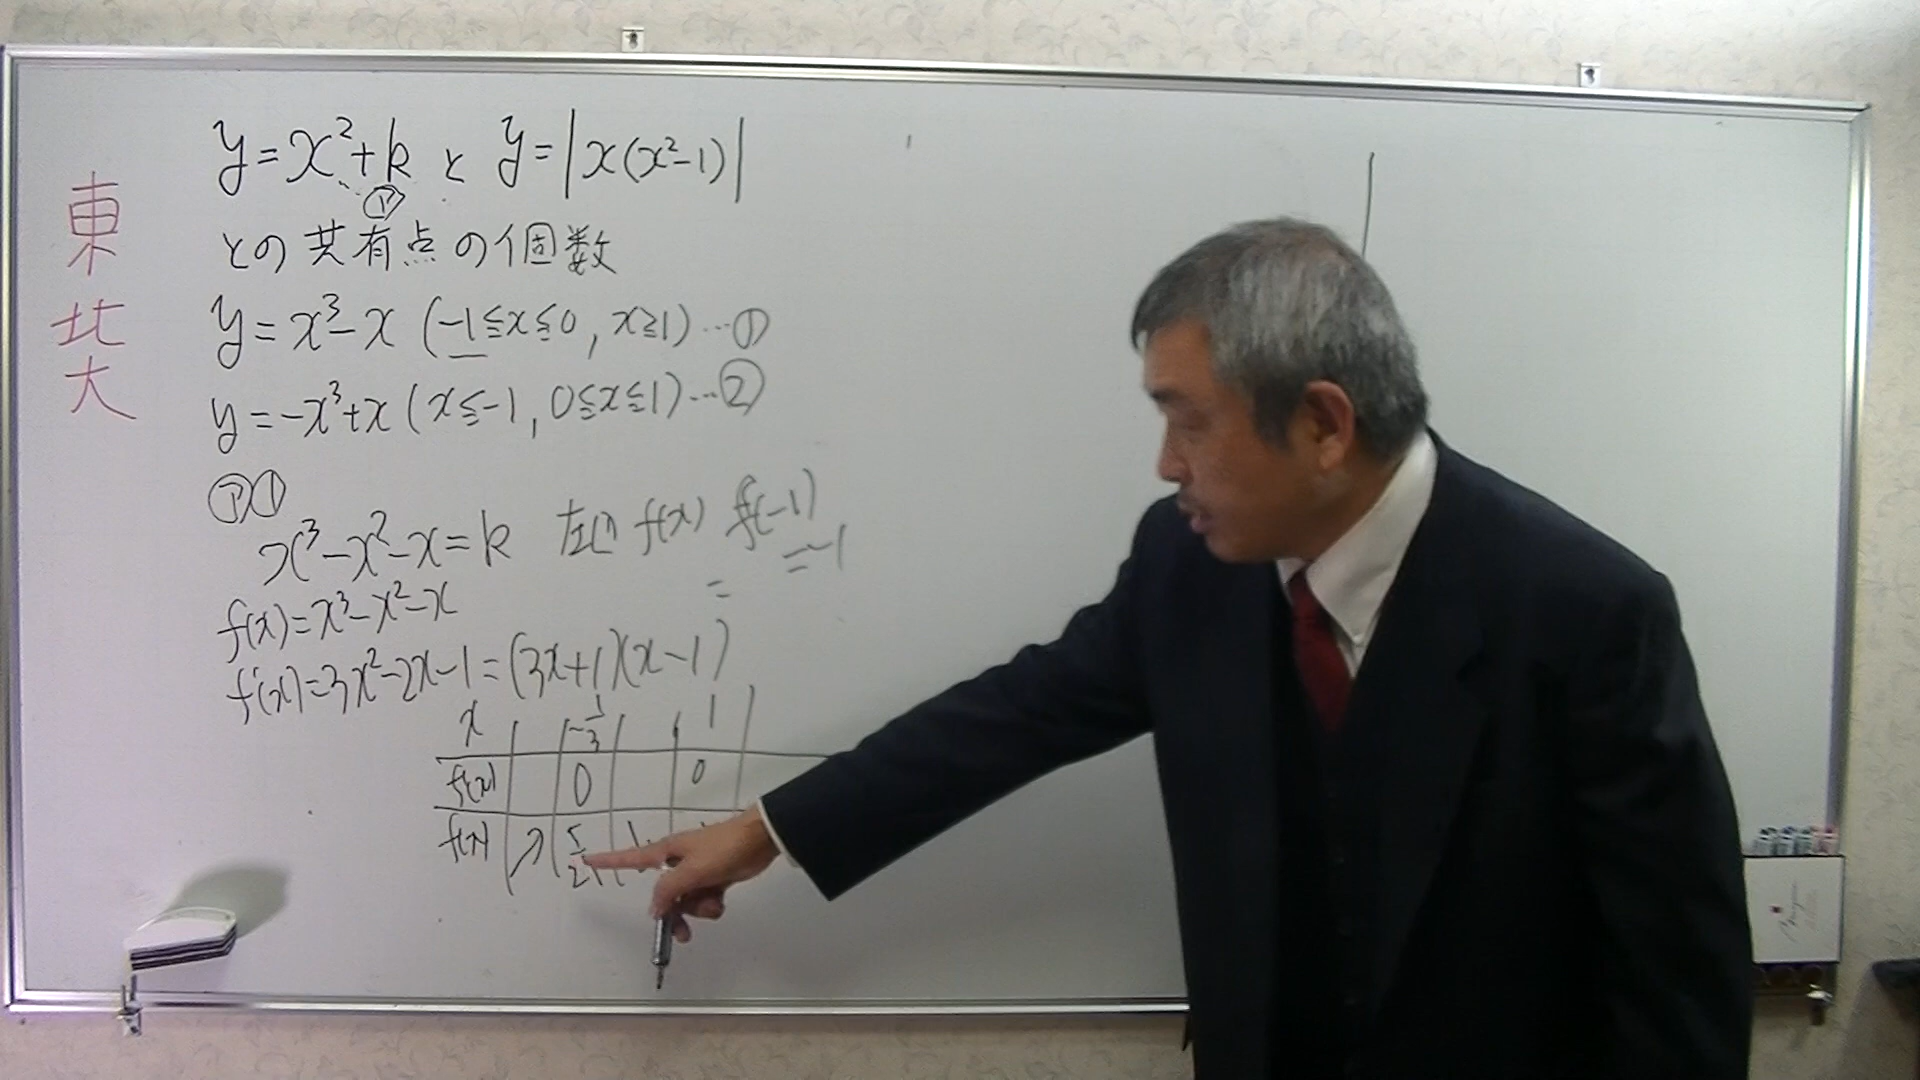 東北大
y=x²+k と y=|x(x²-1)|
㋐
との共有点の個数
y=x³-x (-1≦x≦0, x≧1)…①
y=-x³+x (x≦-1, 0≦x≦1)…②
㋐①
x³-x²-x=k 左辺 f(x) f(-1)
= =-1
f(x)=x³-x²-x
f'(x)=3x²-2x-1=(3x+1)(x-1)
x -1/3 1
f'(x) 0 0
f(x) ↗